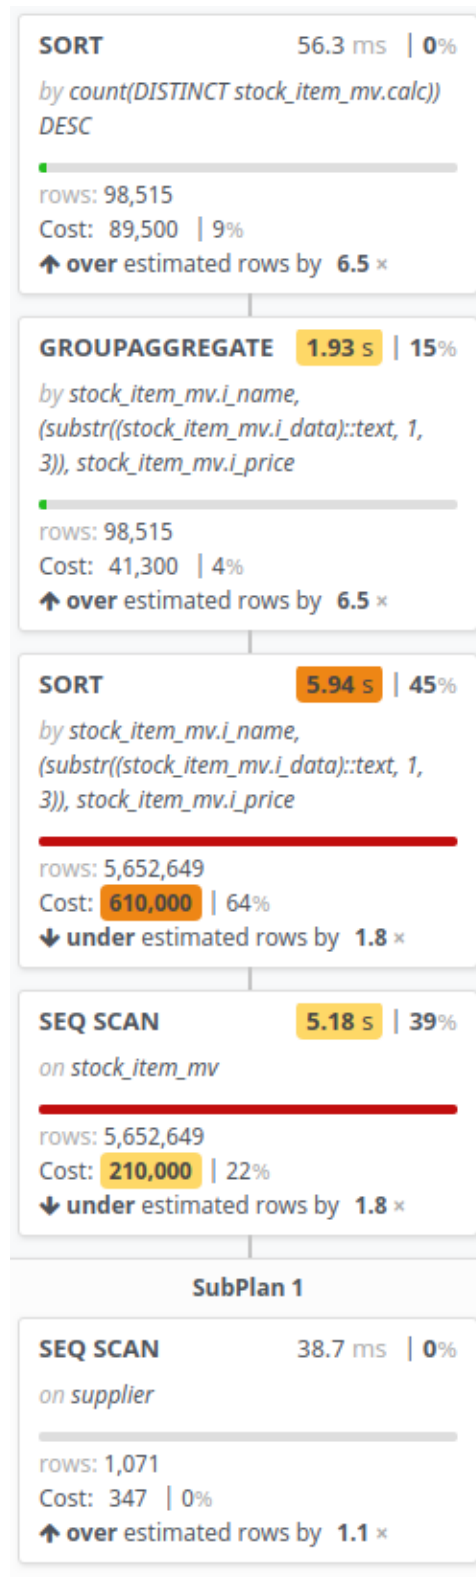 SORT 56.3 ms | 0%
by count(DISTINCT stock_item_mv.calc))
DESC
rows: 98,515
Cost: 89,500 | 9%
↑ over estimated rows by 6.5 ×
GROUPAGGREGATE 1.93 s | 15%
by stock_item_mv.i_name,
(substr((stock_item_mv.i_data)::text, 1,
3)), stock_item_mv.i_price
rows: 98,515
Cost: 41,300 | 4%
↑ over estimated rows by 6.5 ×
SORT 5.94 s | 45%
by stock_item_mv.i_name,
(substr((stock_item_mv.i_data)::text, 1,
3)), stock_item_mv.i_price
rows: 5,652,649
Cost: 610,000 | 64%
↓ under estimated rows by 1.8 ×
SEQ SCAN 5.18 s | 39%
on stock_item_mv
rows: 5,652,649
Cost: 210,000 | 22%
↓ under estimated rows by 1.8 ×
SubPlan 1
SEQ SCAN 38.7 ms | 0%
on supplier
rows: 1,071
Cost: 347 | 0%
↑ over estimated rows by 1.1 ×